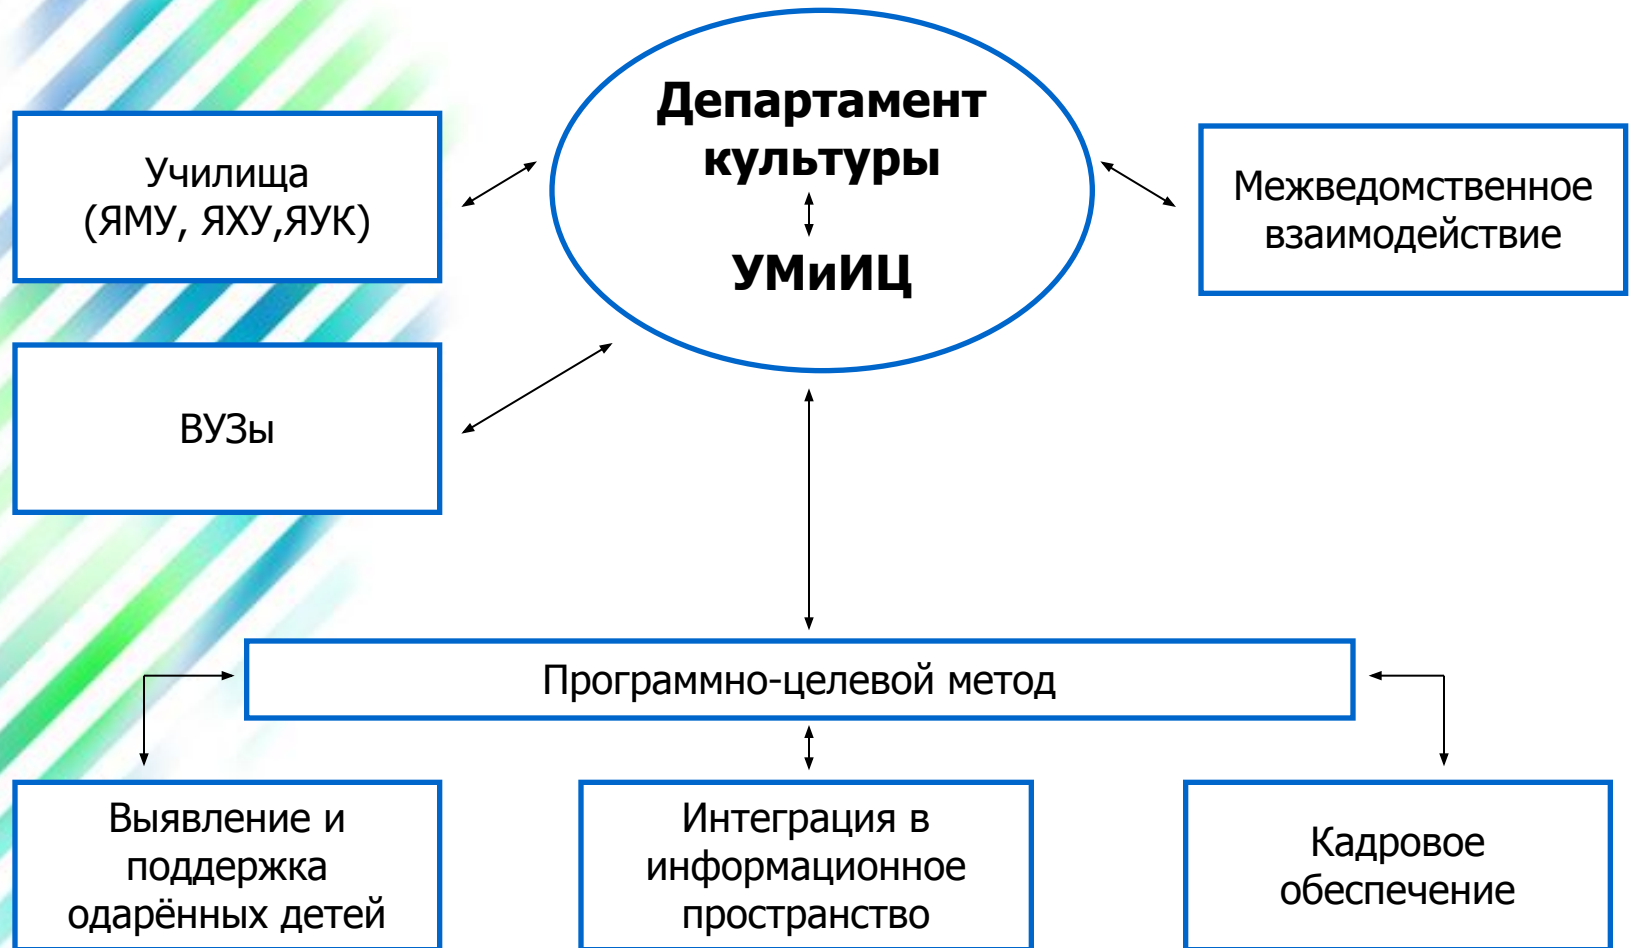 Департамент
культуры
УМиИЦ
Училища
(ЯМУ, ЯХУ,ЯУК)
Межведомственное
взаимодействие
ВУЗы
Программно-целевой метод
Выявление и
поддержка
одарённых детей
Интеграция в
информационное
пространство
Кадровое
обеспечение